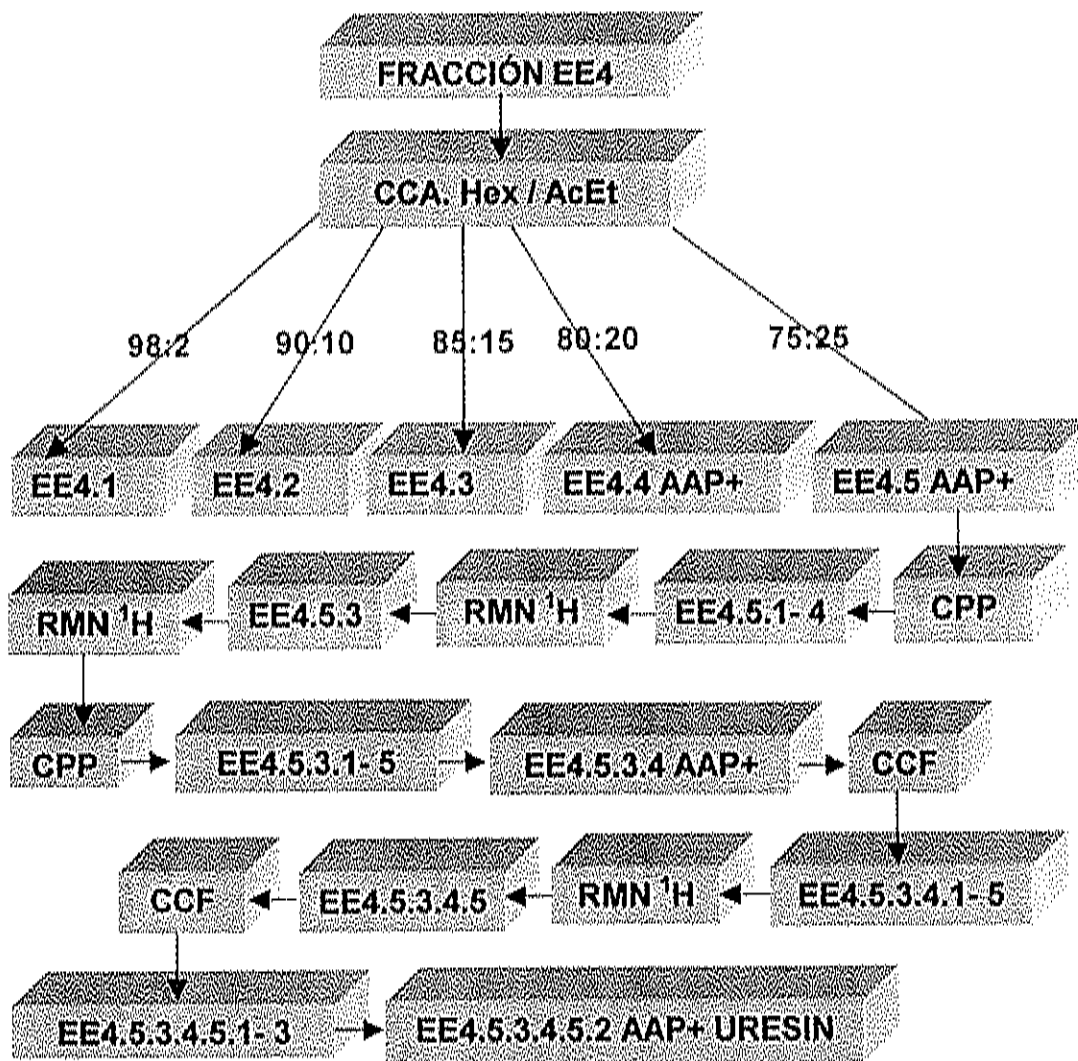 FRACCIÓN EE4
CCA. Hex / AcEt
98:2 90:10 85:15 80:20 75:25
EE4.1 EE4.2 EE4.3 EE4.4 AAP+ EE4.5 AAP+
RMN ¹H EE4.5.3 RMN ¹H EE4.5.1- 4 CPP
CPP EE4.5.3.1- 5 EE4.5.3.4 AAP+ CCF
CCF EE4.5.3.4.5 RMN ¹H EE4.5.3.4.1- 5
EE4.5.3.4.5.1- 3 EE4.5.3.4.5.2 AAP+ URESIN